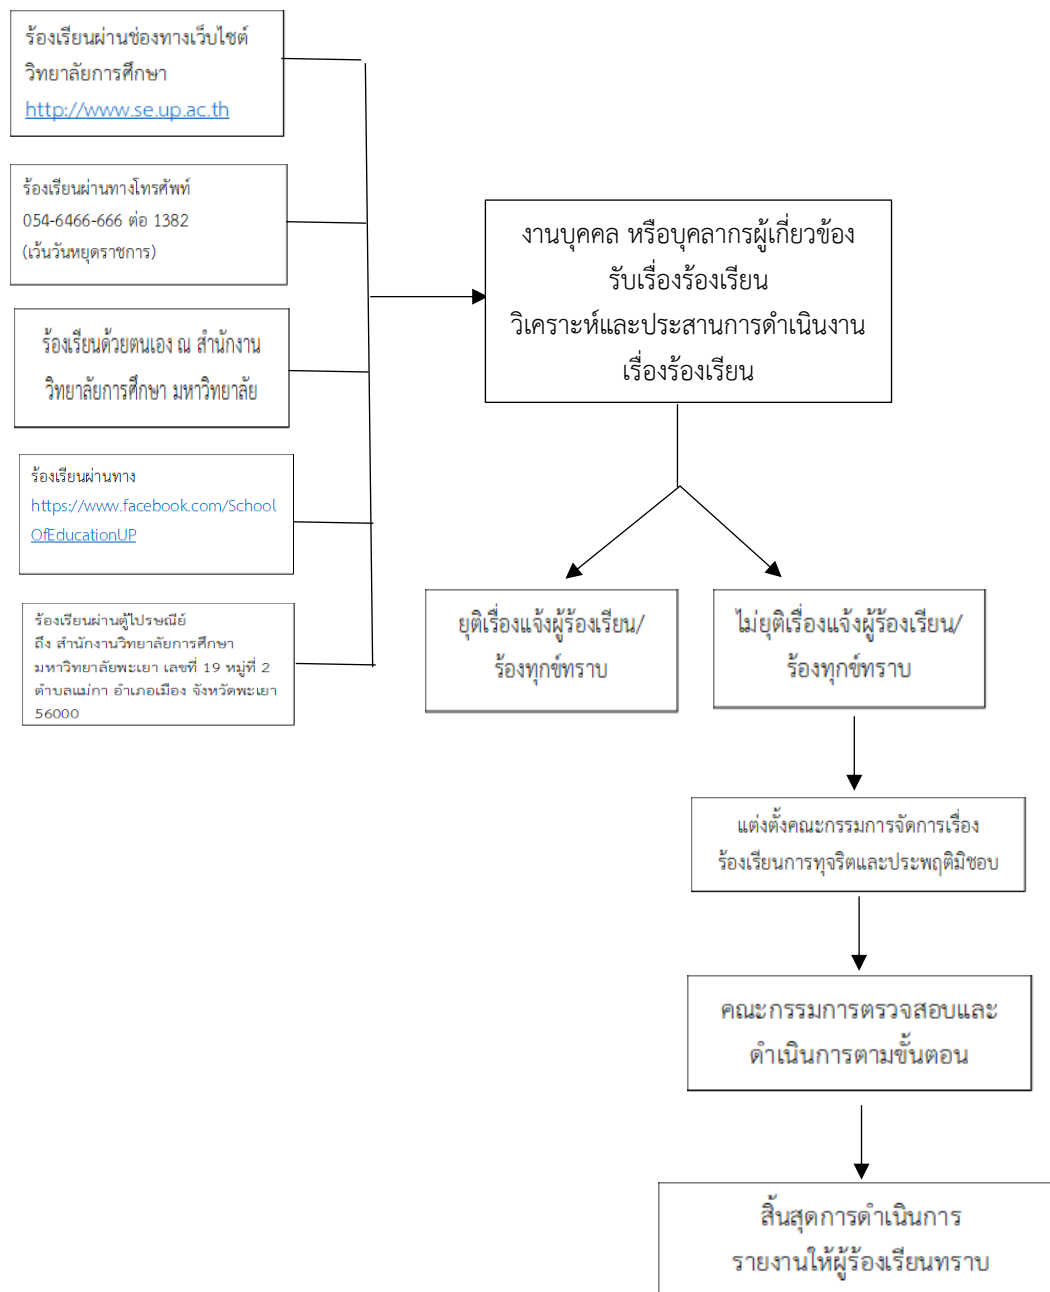 ร้องเรียนผ่านช่องทางเว็บไซต์
วิทยาลัยการศึกษา
http://www.se.up.ac.th
ร้องเรียนผ่านทางโทรศัพท์
054-6466-666 ต่อ 1382
(เว้นวันหยุดราชการ)
ร้องเรียนด้วยตนเอง ณ สำนักงาน
วิทยาลัยการศึกษา มหาวิทยาลัย
ร้องเรียนผ่านทาง
https://www.facebook.com/School
OfEducationUP
ร้องเรียนผ่านตู้ไปรษณีย์
ถึง สำนักงานวิทยาลัยการศึกษา
มหาวิทยาลัยพะเยา เลขที่ 19 หมู่ที่ 2
ตำบลแม่กา อำเภอเมือง จังหวัดพะเยา
56000
งานบุคคล หรือบุคลากรผู้เกี่ยวข้อง
รับเรื่องร้องเรียน
วิเคราะห์และประสานการดำเนินงาน
เรื่องร้องเรียน
ยุติเรื่องแจ้งผู้ร้องเรียน/
ร้องทุกข์ทราบ
ไม่ยุติเรื่องแจ้งผู้ร้องเรียน/
ร้องทุกข์ทราบ
แต่งตั้งคณะกรรมการจัดการเรื่อง
ร้องเรียนการทุจริตและประพฤติมิชอบ
คณะกรรมการตรวจสอบและ
ดำเนินการตามขั้นตอน
สิ้นสุดการดำเนินการ
รายงานให้ผู้ร้องเรียนทราบ